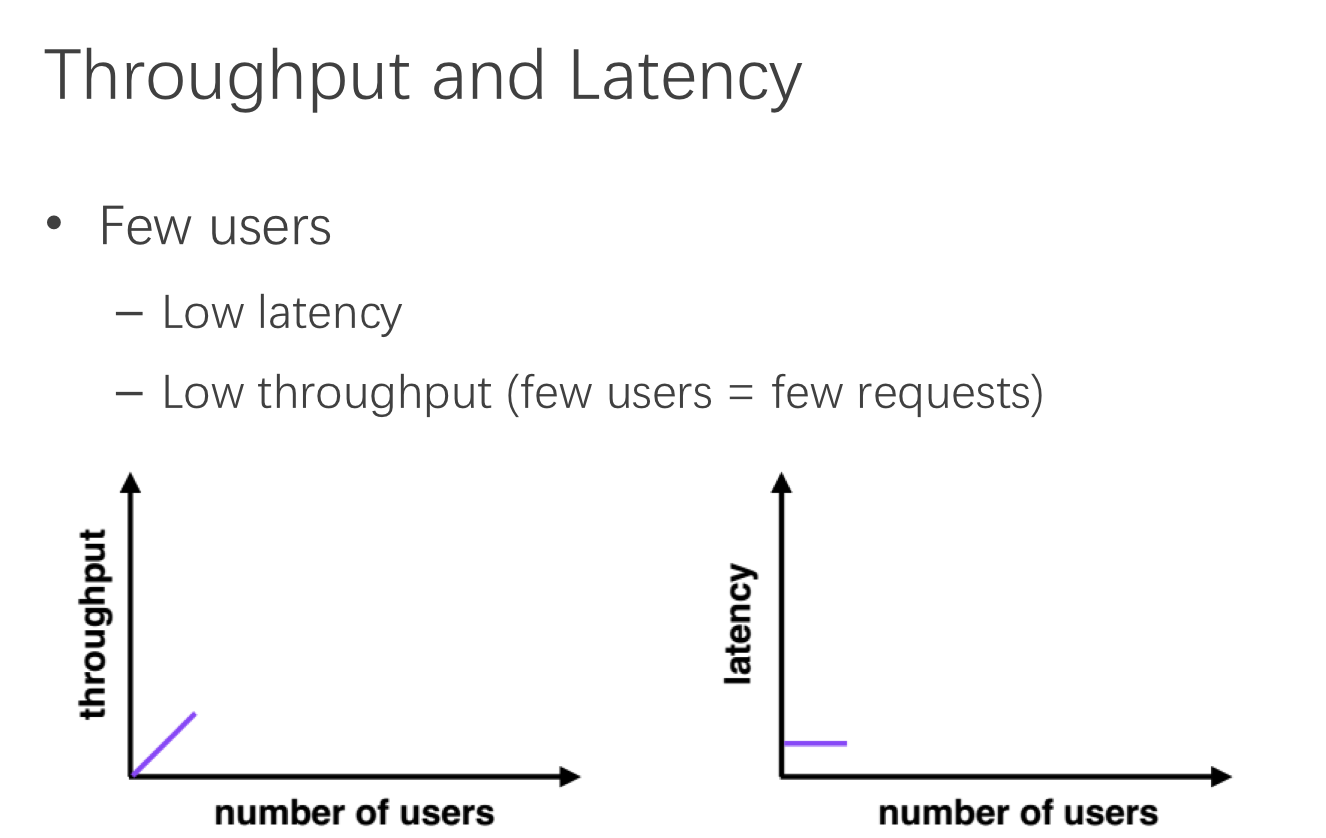 Throughput and Latency
• Few users
– Low latency
– Low throughput (few users = few requests)
throughput
number of users
latency
number of users